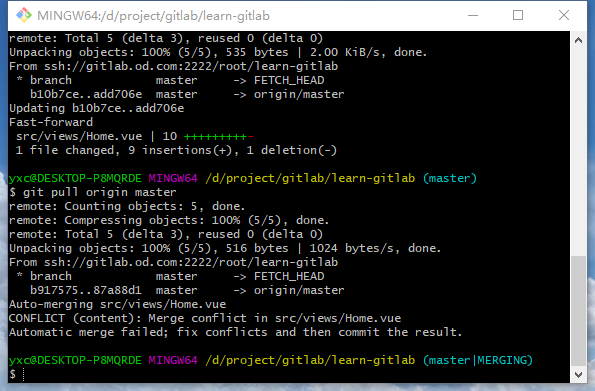 MINGW64:/d/project/gitlab/learn-gitlab
remote: Total 5 (delta 3), reused 0 (delta 0)
Unpacking objects: 100% (5/5), 535 bytes | 2.00 KiB/s, done.
From ssh://gitlab.od.com:2222/root/learn-gitlab
 * branch            master     -> FETCH_HEAD
   b10b7ce..add706e  master     -> origin/master
Updating b10b7ce..add706e
Fast-forward
 src/views/Home.vue | 10 +++++++++-
 1 file changed, 9 insertions(+), 1 deletion(-)
yxc@DESKTOP-P8MQRDE MINGW64 /d/project/gitlab/learn-gitlab (master)
$ git pull origin master
remote: Counting objects: 5, done.
remote: Compressing objects: 100% (5/5), done.
remote: Total 5 (delta 3), reused 0 (delta 0)
Unpacking objects: 100% (5/5), 516 bytes | 1024 bytes/s, done.
From ssh://gitlab.od.com:2222/root/learn-gitlab
 * branch            master     -> FETCH_HEAD
   b917575..87a88d1  master     -> origin/master
Auto-merging src/views/Home.vue
CONFLICT (content): Merge conflict in src/views/Home.vue
Automatic merge failed; fix conflicts and then commit the result.
yxc@DESKTOP-P8MQRDE MINGW64 /d/project/gitlab/learn-gitlab (master|MERGING)
$